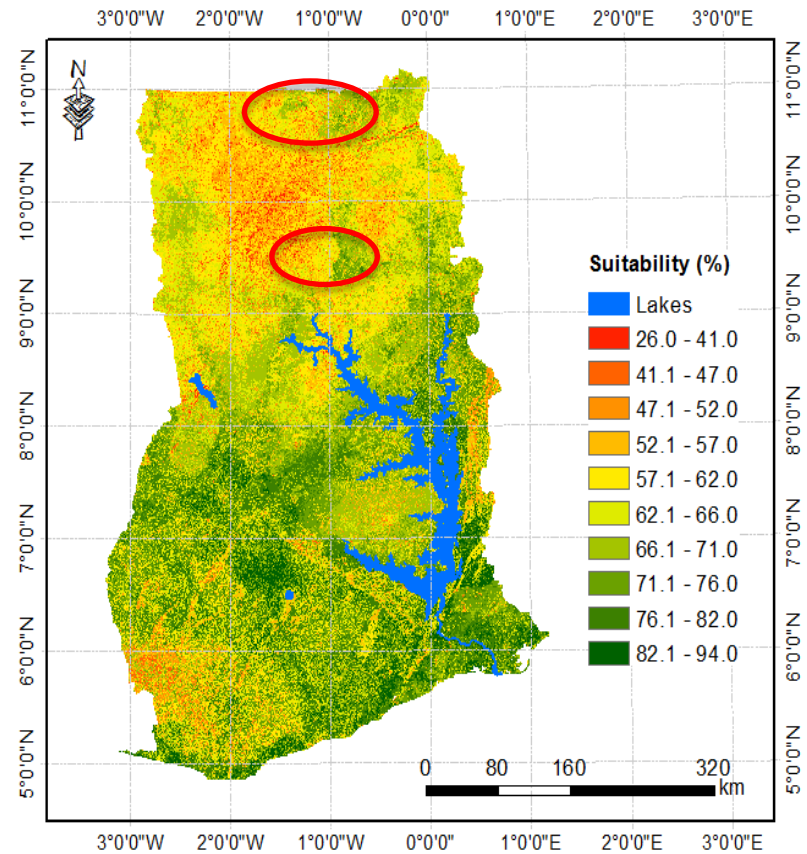 3°0'0"W 2°0'0"W 1°0'0"W 0°0'0" 1°0'0"E 2°0'0"E 3°0'0"E
N
11°0'0"N
10°0'0"N
9°0'0"N
8°0'0"N
7°0'0"N
6°0'0"N
5°0'0"N
11°0'0"N
10°0'0"N
9°0'0"N
8°0'0"N
7°0'0"N
6°0'0"N
5°0'0"N
Suitability (%)
Lakes
26.0 - 41.0
41.1 - 47.0
47.1 - 52.0
52.1 - 57.0
57.1 - 62.0
62.1 - 66.0
66.1 - 71.0
71.1 - 76.0
76.1 - 82.0
82.1 - 94.0
0 80 160 320
km
3°0'0"W 2°0'0"W 1°0'0"W 0°0'0" 1°0'0"E 2°0'0"E 3°0'0"E